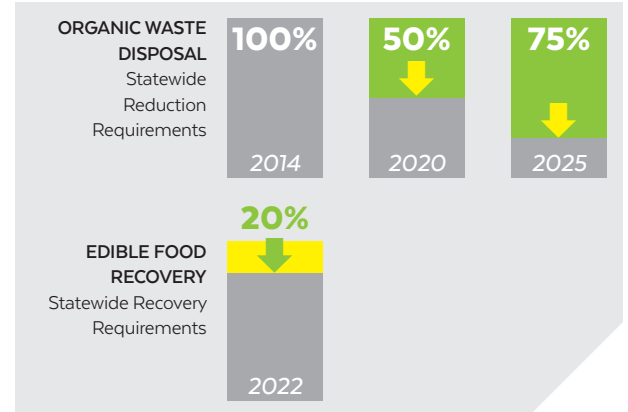 ORGANIC WASTE
DISPOSAL
Statewide
Reduction
Requirements
100%
2014
50%
2020
75%
2025
EDIBLE FOOD
RECOVERY
Statewide Recovery
Requirements
20%
2022